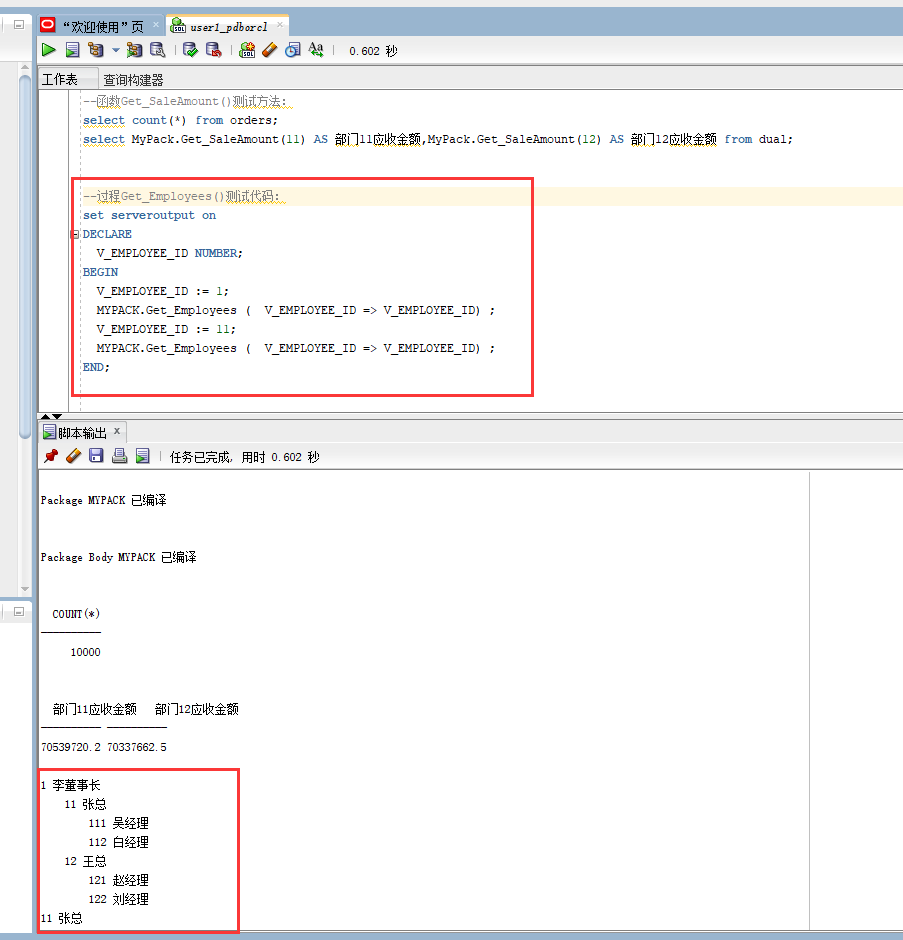 “欢迎使用”页 user1_pdborcl
0.602 秒
工作表 查询构建器
--函数Get_SaleAmount()测试方法:
select count(*) from orders;
select MyPack.Get_SaleAmount(11) AS 部门11应收金额,MyPack.Get_SaleAmount(12) AS 部门12应收金额 from dual;
--过程Get_Employees()测试代码:
set serveroutput on
DECLARE
  V_EMPLOYEE_ID NUMBER;
BEGIN
  V_EMPLOYEE_ID := 1;
  MYPACK.Get_Employees (  V_EMPLOYEE_ID => V_EMPLOYEE_ID) ;
  V_EMPLOYEE_ID := 11;
  MYPACK.Get_Employees (  V_EMPLOYEE_ID => V_EMPLOYEE_ID) ;
END;
脚本输出 x
任务已完成, 用时 0.602 秒
Package MYPACK 已编译
Package Body MYPACK 已编译
COUNT(*)
----------
10000
部门11应收金额 部门12应收金额
---------- ----------
70539720.2 70337662.5
1 李董事长
    11 张总
        111 吴经理
        112 白经理
    12 王总
        121 赵经理
        122 刘经理
11 张总